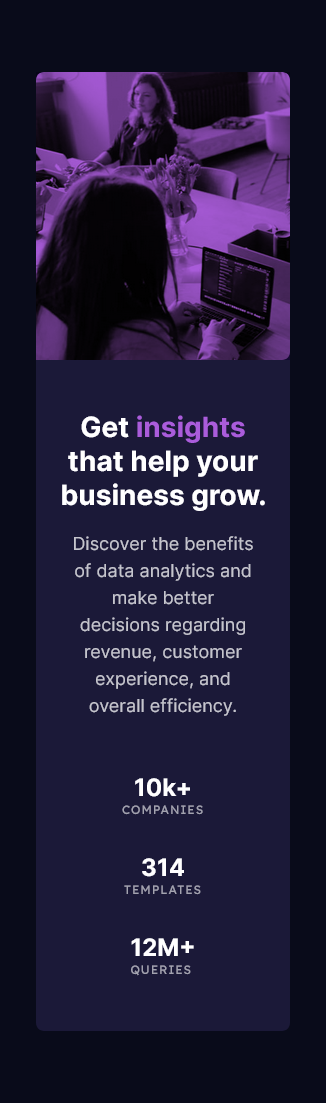 Get insights
that help your
business grow.
Discover the benefits
of data analytics and
make better
decisions regarding
revenue, customer
experience, and
overall efficiency.
10k+
COMPANIES
314
TEMPLATES
12M+
QUERIES